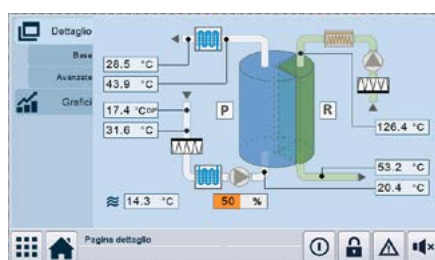 Dettaglio
Base
Avanzate
Grafici
28.5 °C
43.9 °C
17.4 °CDP
31.6 °C
P
R
126.4 °C
53.2 °C
20.4 °C
14.3 °C
50 %
Pagina dettaglio